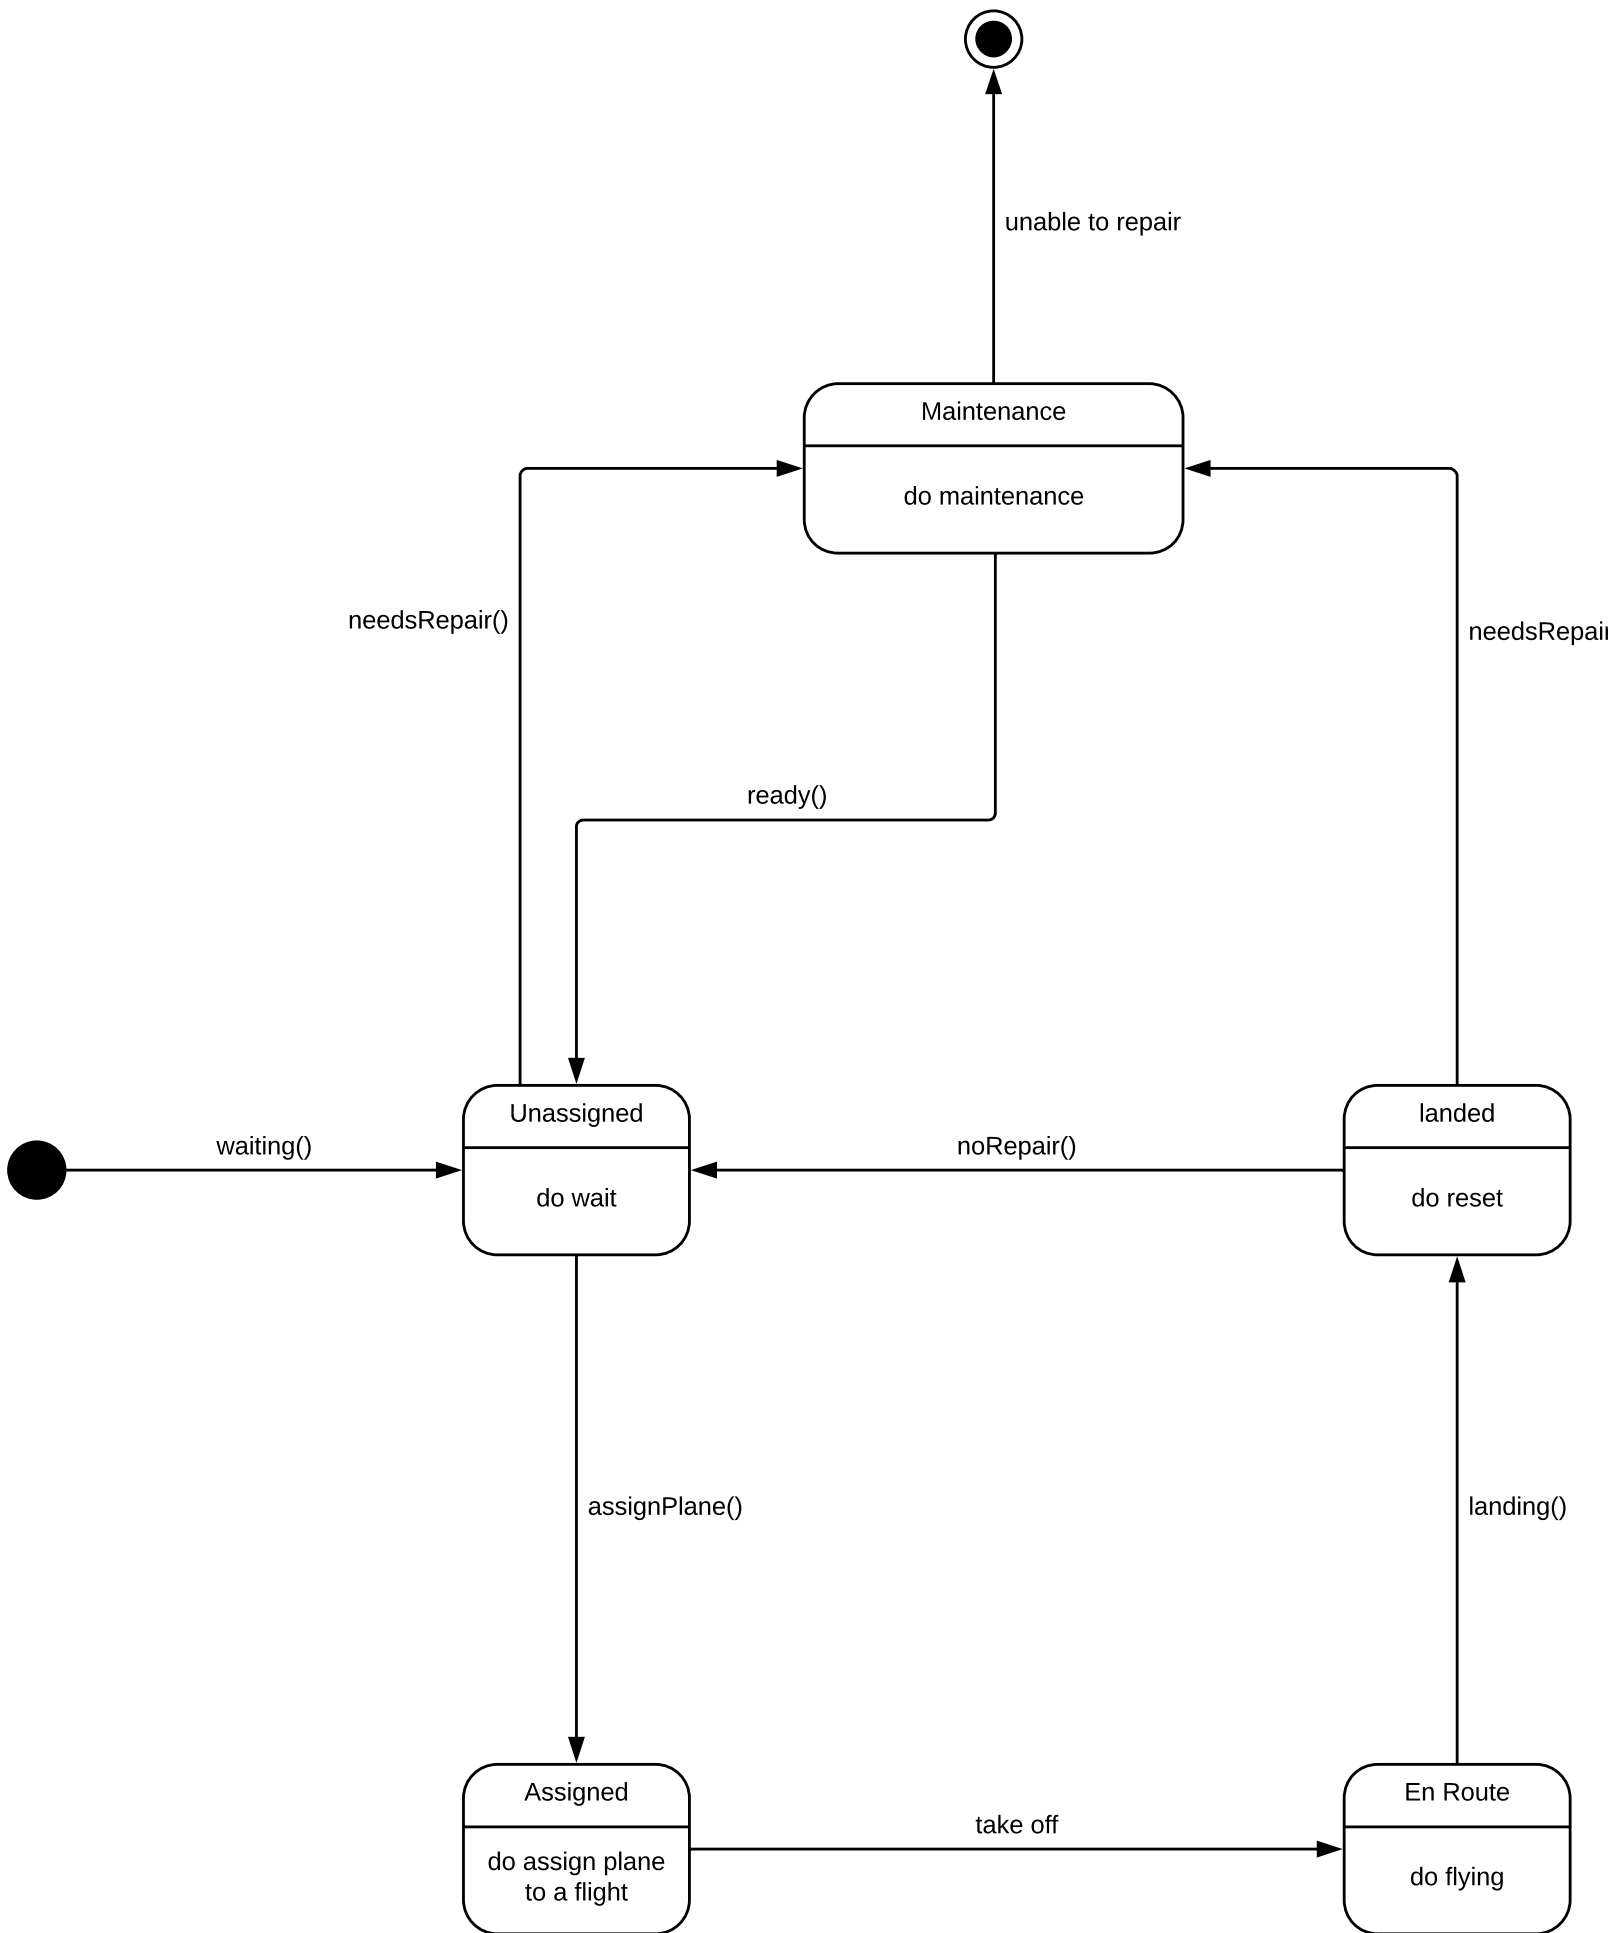 unable to repair
Maintenance
do maintenance
needsRepair()
needsRepair
ready()
Unassigned
do wait
waiting()
noRepair()
landed
do reset
assignPlane()
landing()
Assigned
do assign plane
to a flight
take off
En Route
do flying